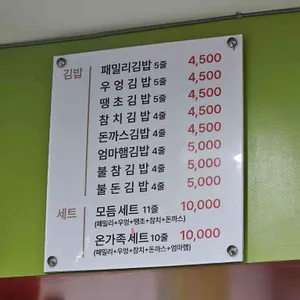 김밥
패밀리김밥 5줄 4,500
우엉김밥 5줄 4,500
땡초김밥 5줄 4,500
참치김밥 4줄 4,500
돈까스김밥 4줄 4,500
엄마햄김밥 4줄 5,000
불참김밥 4줄 5,000
불돈김밥 4줄 5,000
세트
모듬세트 11줄 10,000
(패밀리+우엉+땡초+참치+돈까스)
온가족세트 10줄 10,000
(패밀리+우엉+참치+돈까스+엄마햄)